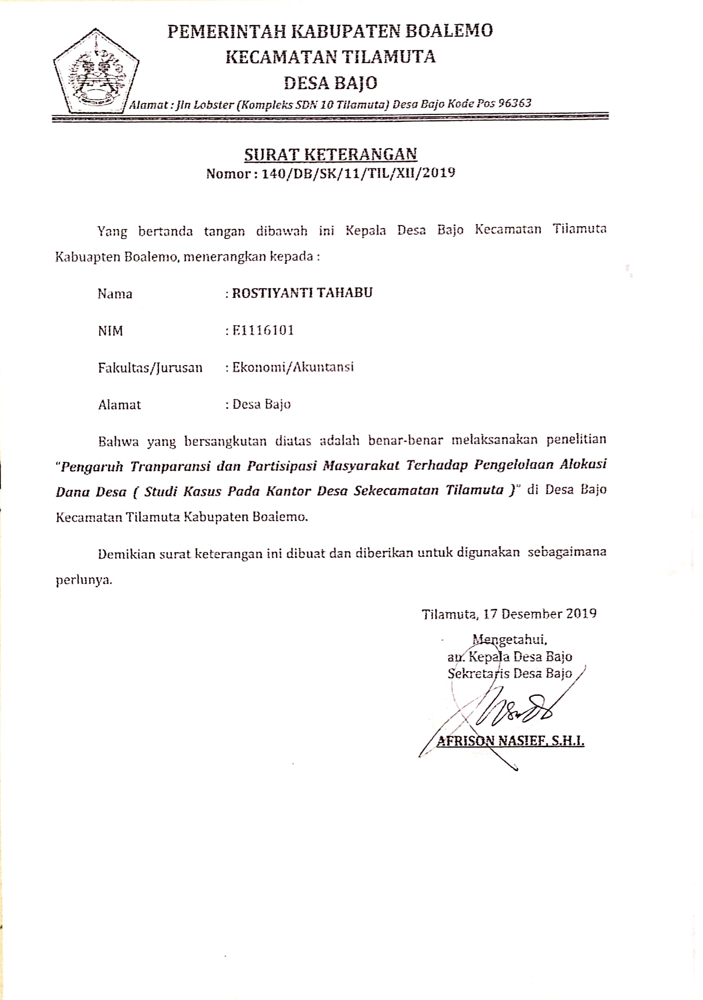 PEMERINTAH KABUPATEN BOALEMO
KECAMATAN TILAMUTA
DESA BAJO
Alamat : Jln Lobster (Kompleks SDN 10 Tilamuta) Desa Bajo Kode Pos 96363
SURAT KETERANGAN
Nomor : 140/DB/SK/11/TIL/XII/2019
Yang bertanda tangan dibawah ini Kepala Desa Bajo Kecamatan Tilamuta
Kabuapten Boalemo, menerangkan kepada :
Nama : ROSTIYANTI TAHABU
NIM : E1116101
Fakultas/Jurusan : Ekonomi/Akuntansi
Alamat : Desa Bajo
Bahwa yang bersangkutan diatas adalah benar-benar melaksanakan penelitian
“Pengaruh Tranparansi dan Partisipasi Masyarakat Terhadap Pengelolaan Alokasi
Dana Desa ( Studi Kasus Pada Kantor Desa Sekecamatan Tilamuta )” di Desa Bajo
Kecamatan Tilamuta Kabupaten Boalemo.
Demikian surat keterangan ini dibuat dan diberikan untuk digunakan sebagaimana
perlunya.
Tilamuta, 17 Desember 2019
Mengetahui,
an. Kepala Desa Bajo
Sekretaris Desa Bajo
AFRISON NASIEF, S.H.I.